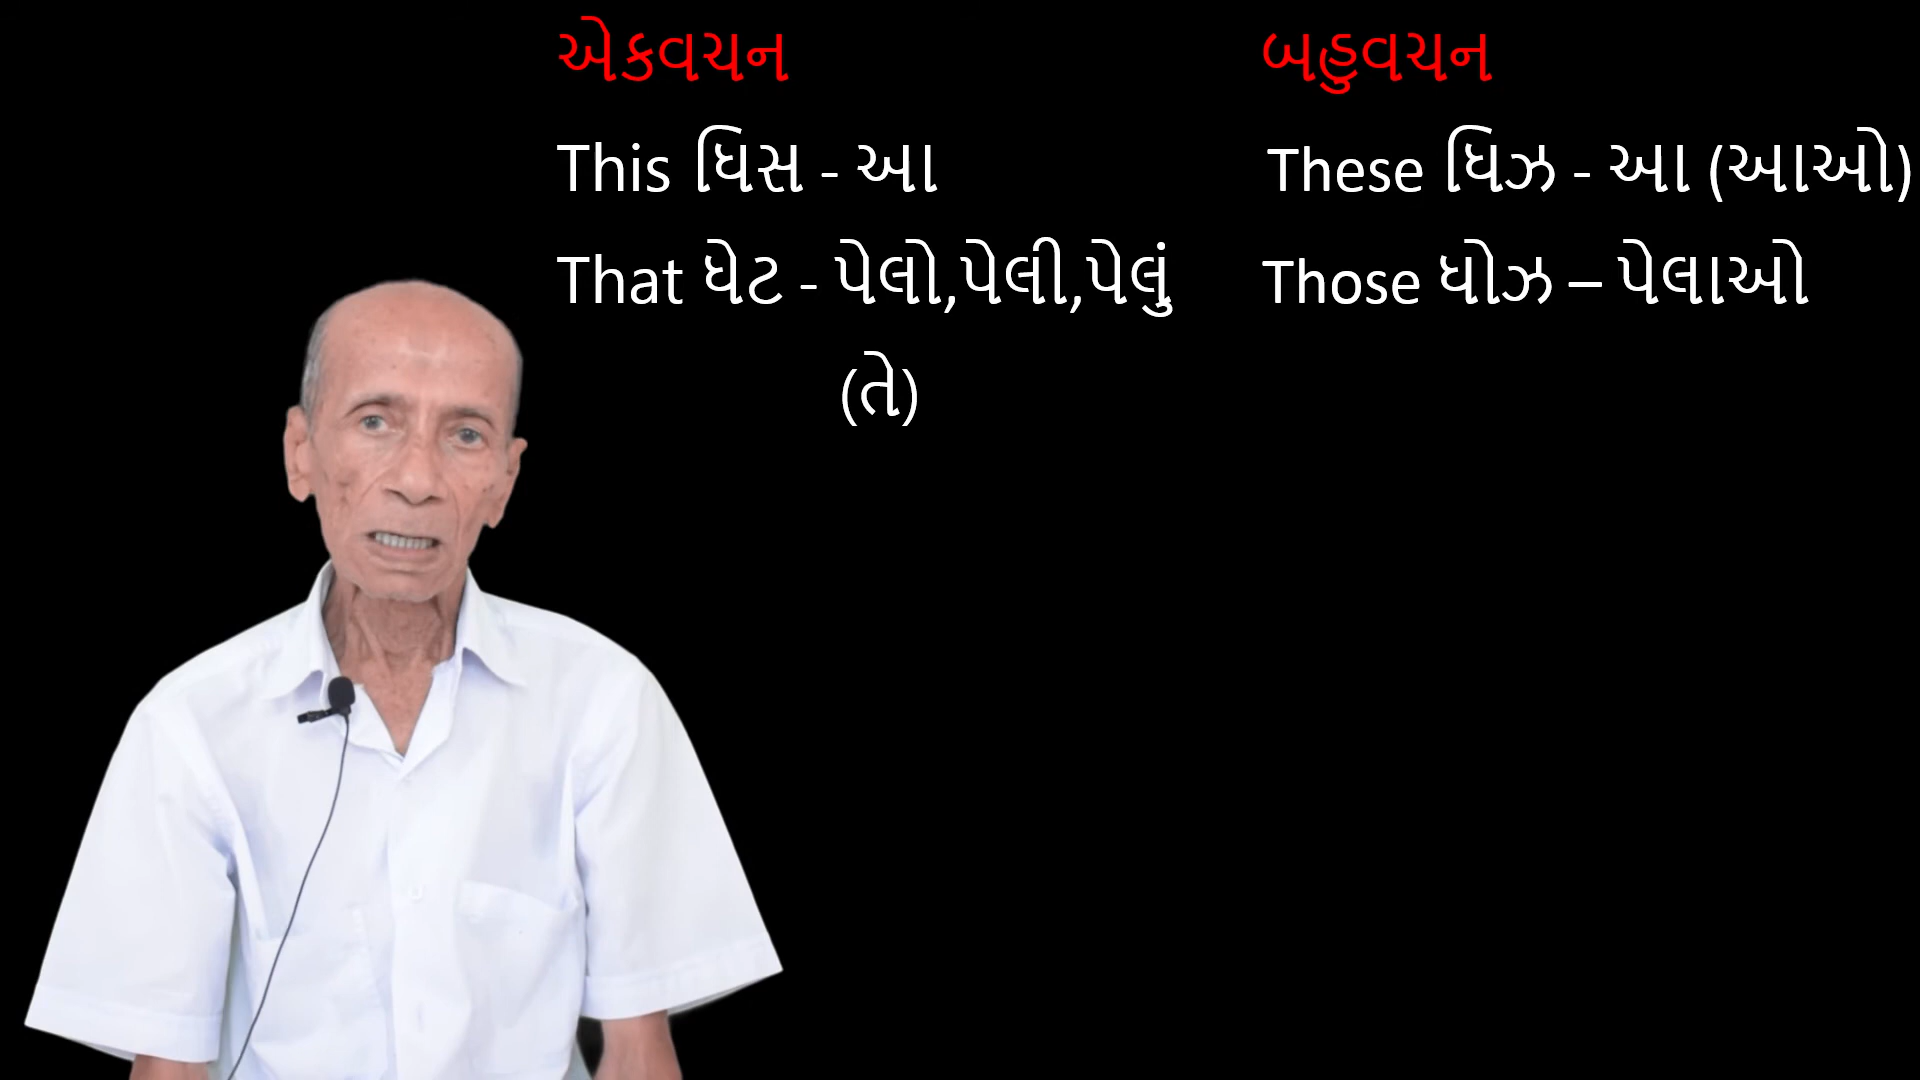 એકવચન બહુવચન
This ધિસ - આ These ધિઝ - આ (આઓ)
That ધેટ - પેલો,પેલી,પેલું Those ધોઝ – પેલાઓ
(તે)